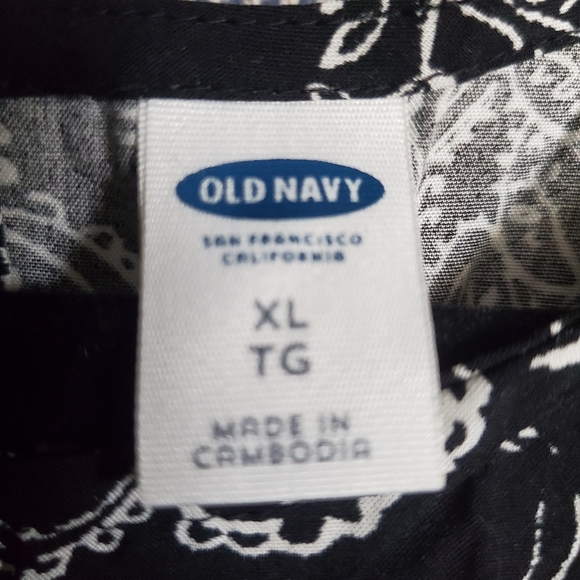 OLD NAVY
SAN FRANCISCO
CALIFORNIA
XL
TG
MADE IN
CAMBODIA